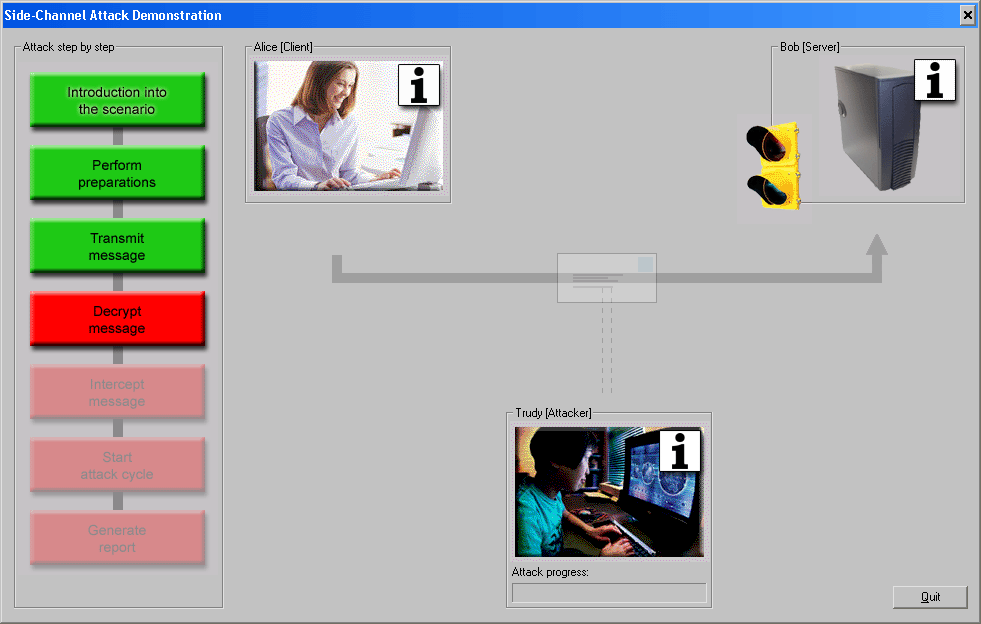 Side-Channel Attack Demonstration
Attack step by step
Introduction into
the scenario
Perform
preparations
Transmit
message
Decrypt
message
Intercept
message
Start
attack cycle
Generate
report
Alice [Client]
i
Bob [Server]
i
Trudy [Attacker]
i
Attack progress:
Quit